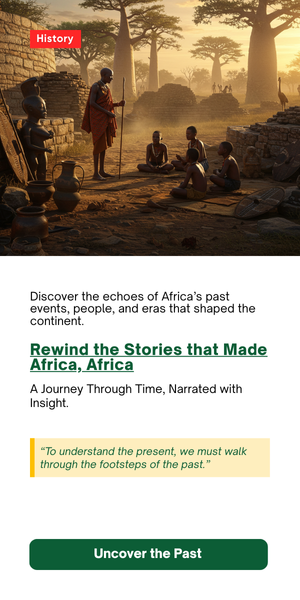 History
Discover the echoes of Africa’s past
events, people, and eras that shaped the
continent.
Rewind the Stories that Made
Africa, Africa
A Journey Through Time, Narrated with
Insight.
“To understand the present, we must walk
through the footsteps of the past.”
Uncover the Past